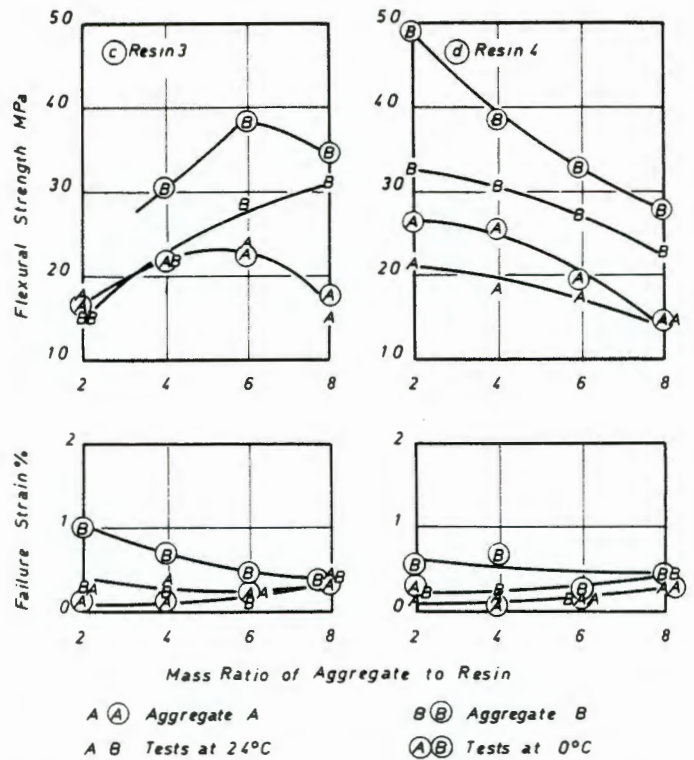 50 50
c Resin 3 d Resin 4
Flexural Strength MPa
40 40
30 30
20 20
10 10
2 4 6 8 2 4 6 8
2 2
Failure Strain %
1 1
0 0
2 4 6 8 2 4 6 8
Mass Ratio of Aggregate to Resin
A A Aggregate A B B Aggregate B
A B Tests at 24°C A B Tests at 0°C